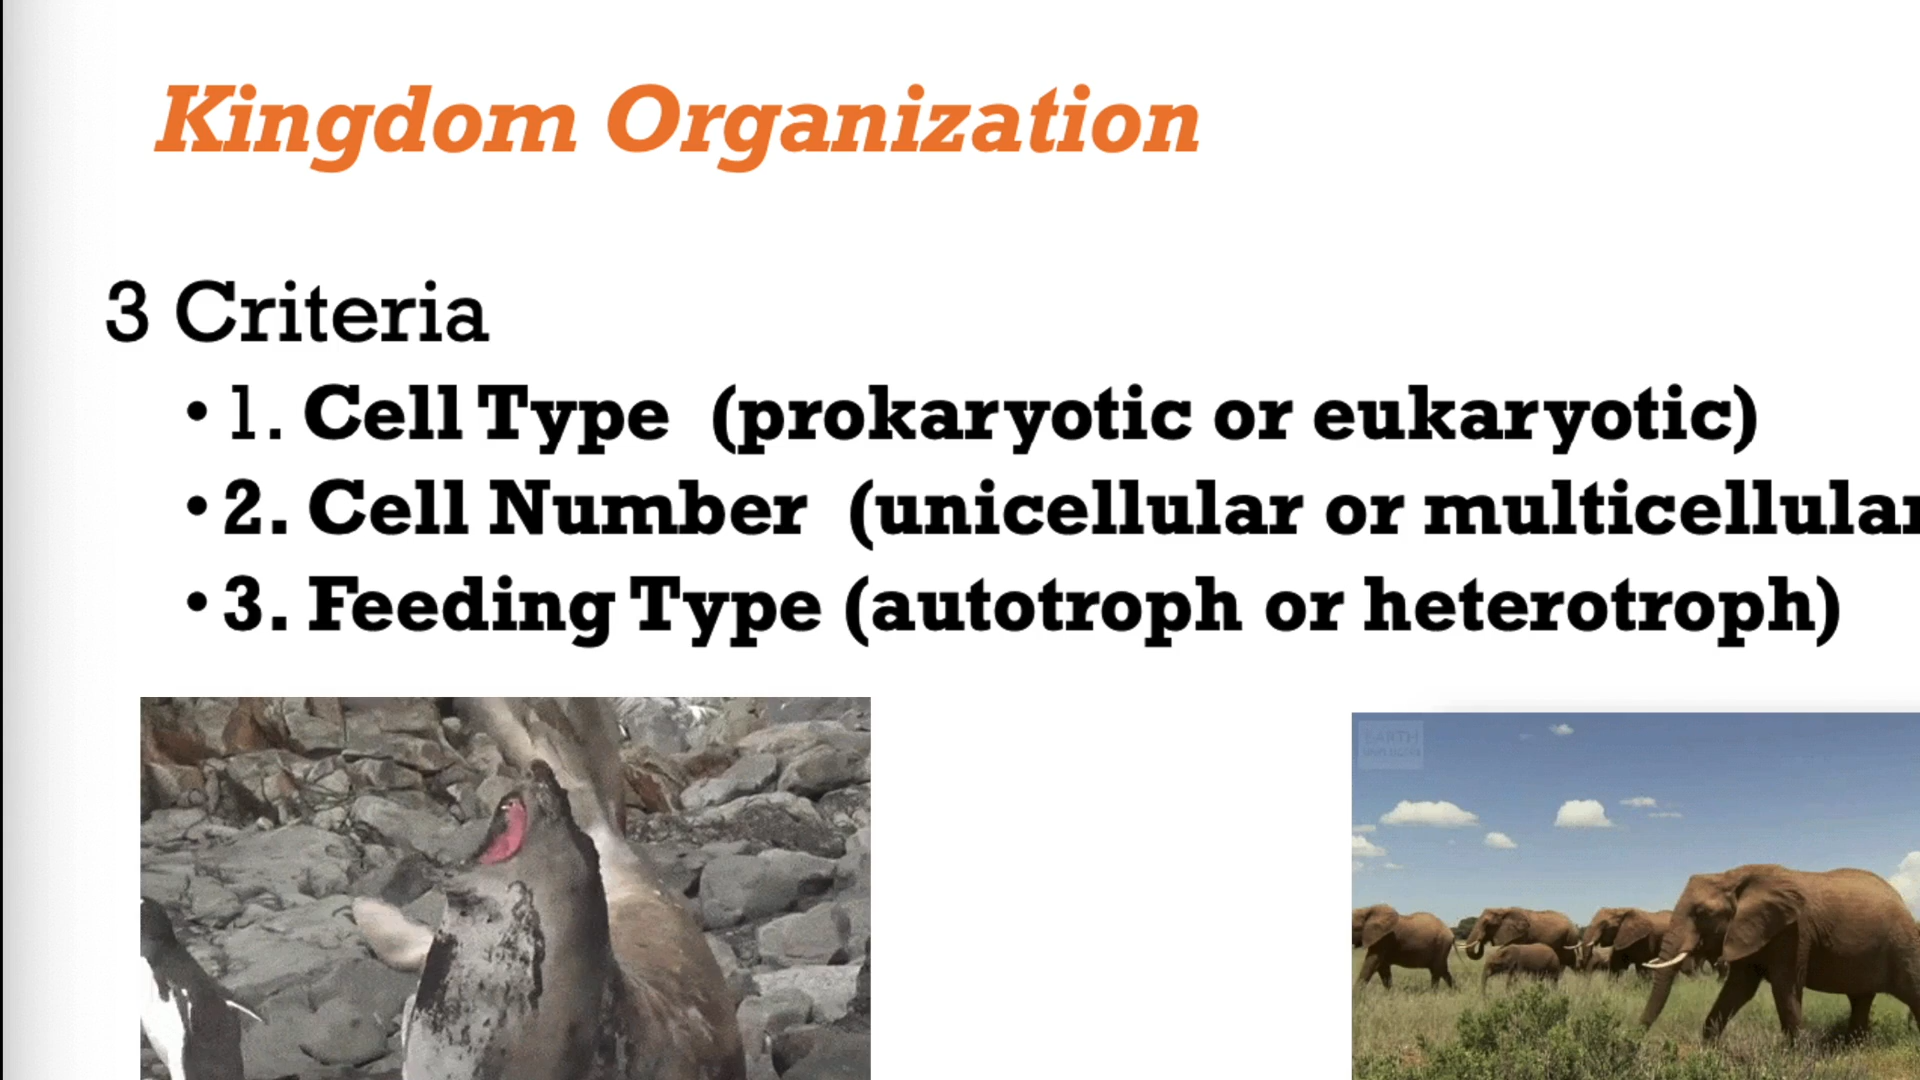 Kingdom Organization
3 Criteria
• 1. Cell Type (prokaryotic or eukaryotic)
• 2. Cell Number (unicellular or multicellular
• 3. Feeding Type (autotroph or heterotroph)
EARTH